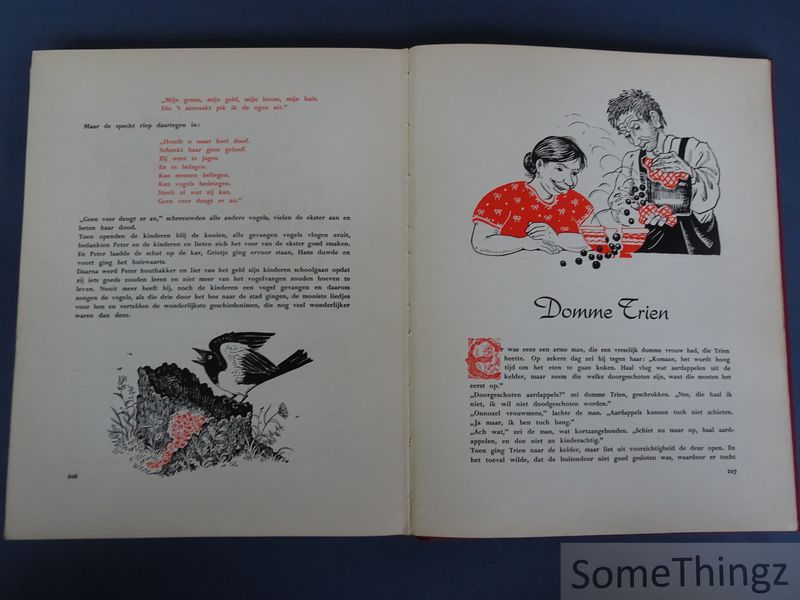 „Mijn graan, mijn geld, mijn boom, mijn buit.
Die 't aanraakt pik ik de ogen uit."
Maar de specht riep daartegen in:
„Houdt u maar heel doof.
Schenkt haar geen geloof.
Zij weet te jagen
En te belagen.
Kan mensen beliegen.
Kan vogels bedriegen.
Steelt al wat zij kan.
Geen veer deugt er an."
„Geen veer deugt er an," schreeuwden alle andere vogels, vielen de ekster aan en
beten haar dood.
Toen openden de kinderen blij de kooien, alle gevangen vogels vlogen eruit,
bedankten Peter en de kinderen en lieten zich het voer van de ekster goed smaken.
En Peter laadde de schat op de kar, Grietje ging ervoor staan, Hans duwde en
voort ging het huiswaarts.
Daarna werd Peter houthakker en liet van het geld zijn kinderen schoolgaan opdat
zij iets goeds zouden leren en niet meer van het vogelvangen zouden hoeven te
leven. Nooit meer heeft hij, noch de kinderen een vogel gevangen en daarom
zongen de vogels, als die drie door het bos naar de stad gingen, de mooiste liedjes
voor hen en vertelden de wonderlijkste geschiedenissen, die nog veel wonderlijker
waren dan deze.
206
Domme Trien
Er was eens een arme man, die een vreselijk domme vrouw had, die Trien
heette. Op zekere dag zei hij tegen haar: „Komaan, het wordt hoog
tijd om het eten te gaan koken. Haal vlug wat aardappelen uit de
kelder, maar neem die welke doorgeschoten zijn, want die moeten het
eerst op."
„Doorgeschoten aardappels?" zei domme Trien, geschrokken. „Nee, die haal ik
niet, ik wil niet doodgeschoten worden."
„Onnozel vrouwmens," lachte de man. „Aardappels kunnen toch niet schieten.
„Ja maar, ik ben toch bang."
„Ach wat," zei de man, wat kortaangebonden. „Schiet nu maar op, haal aard-
appelen, en doe niet zo kinderachtig."
Toen ging Trien naar de kelder, maar liet uit voorzichtigheid de deur open. En
het toeval wilde, dat de buitendeur niet goed gesloten was, waardoor er tocht
207
SomeThingz